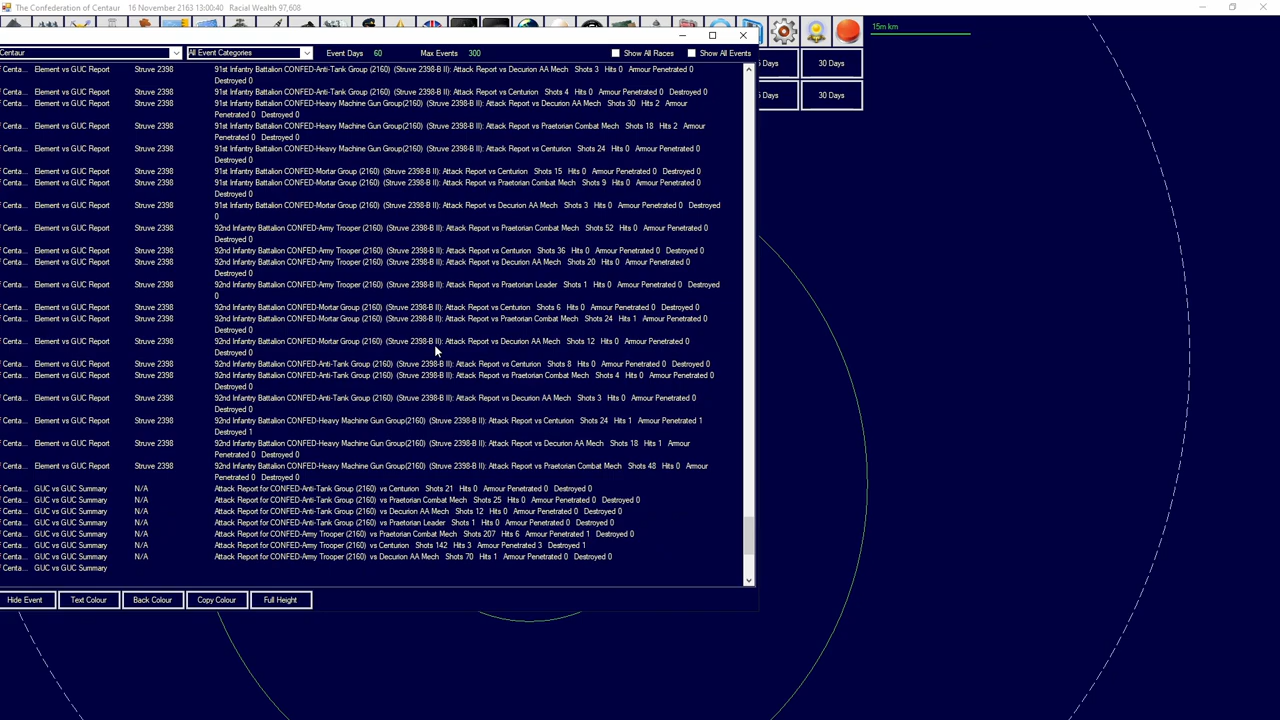 The Confederation of Centaur    16 November 2163 13:00:40    Racial Wealth 97,608
15m km
Centaur All Event Categories Event Days 60 Max Events 300 Show All Races Show All Events
Days 30 Days
Days 30 Days
Element vs GUC Report Struve 2398 91st Infantry Battalion CONFED-Anti-Tank Group (2160) (Struve 2398-B II): Attack Report vs Decurion AA Mech Shots 3 Hits 0 Amour Penetrated 0
Destroyed 0
f Centa... Element vs GUC Report Struve 2398 91st Infantry Battalion CONFED-Anti-Tank Group (2160) (Struve 2398-B II): Attack Report vs Centurion Shots 4 Hits 0 Amour Penetrated 0 Destroyed 0
f Centa... Element vs GUC Report Struve 2398 91st Infantry Battalion CONFED-Heavy Machine Gun Group(2160) (Struve 2398-B II): Attack Report vs Decurion AA Mech Shots 30 Hits 2 Amour
Penetrated 0 Destroyed 0
f Centa... Element vs GUC Report Struve 2398 91st Infantry Battalion CONFED-Heavy Machine Gun Group(2160) (Struve 2398-B II): Attack Report vs Praetorian Combat Mech Shots 18 Hits 2 Amour
Penetrated 0 Destroyed 0
f Centa... Element vs GUC Report Struve 2398 91st Infantry Battalion CONFED-Heavy Machine Gun Group(2160) (Struve 2398-B II): Attack Report vs Centurion Shots 24 Hits 0 Amour Penetrated 0
Destroyed 0
f Centa... Element vs GUC Report Struve 2398 91st Infantry Battalion CONFED-Mortar Group (2160) (Struve 2398-B II): Attack Report vs Centurion Shots 15 Hits 0 Amour Penetrated 0 Destroyed 0
f Centa... Element vs GUC Report Struve 2398 91st Infantry Battalion CONFED-Mortar Group (2160) (Struve 2398-B II): Attack Report vs Praetorian Combat Mech Shots 9 Hits 0 Amour Penetrated 0
Destroyed 0
f Centa... Element vs GUC Report Struve 2398 91st Infantry Battalion CONFED-Mortar Group (2160) (Struve 2398-B II): Attack Report vs Decurion AA Mech Shots 3 Hits 0 Amour Penetrated 0 Destroyed
0
f Centa... Element vs GUC Report Struve 2398 92nd Infantry Battalion CONFED-Army Trooper (2160) (Struve 2398-B II): Attack Report vs Praetorian Combat Mech Shots 52 Hits 0 Amour Penetrated 0
Destroyed 0
f Centa... Element vs GUC Report Struve 2398 92nd Infantry Battalion CONFED-Army Trooper (2160) (Struve 2398-B II): Attack Report vs Centurion Shots 36 Hits 0 Amour Penetrated 0 Destroyed 0
f Centa... Element vs GUC Report Struve 2398 92nd Infantry Battalion CONFED-Army Trooper (2160) (Struve 2398-B II): Attack Report vs Decurion AA Mech Shots 20 Hits 0 Amour Penetrated 0
Destroyed 0
f Centa... Element vs GUC Report Struve 2398 92nd Infantry Battalion CONFED-Army Trooper (2160) (Struve 2398-B II): Attack Report vs Praetorian Leader Shots 1 Hits 0 Amour Penetrated 0 Destroyed
0
f Centa... Element vs GUC Report Struve 2398 92nd Infantry Battalion CONFED-Mortar Group (2160) (Struve 2398-B II): Attack Report vs Centurion Shots 6 Hits 0 Amour Penetrated 0 Destroyed 0
f Centa... Element vs GUC Report Struve 2398 92nd Infantry Battalion CONFED-Mortar Group (2160) (Struve 2398-B II): Attack Report vs Praetorian Combat Mech Shots 24 Hits 1 Amour Penetrated 0
Destroyed 0
f Centa... Element vs GUC Report Struve 2398 92nd Infantry Battalion CONFED-Mortar Group (2160) (Struve 2398-B II): Attack Report vs Decurion AA Mech Shots 12 Hits 0 Amour Penetrated 0
Destroyed 0
f Centa... Element vs GUC Report Struve 2398 92nd Infantry Battalion CONFED-Anti-Tank Group (2160) (Struve 2398-B II): Attack Report vs Centurion Shots 8 Hits 0 Amour Penetrated 0 Destroyed 0
f Centa... Element vs GUC Report Struve 2398 92nd Infantry Battalion CONFED-Anti-Tank Group (2160) (Struve 2398-B II): Attack Report vs Praetorian Combat Mech Shots 4 Hits 0 Amour Penetrated 0
Destroyed 0
f Centa... Element vs GUC Report Struve 2398 92nd Infantry Battalion CONFED-Anti-Tank Group (2160) (Struve 2398-B II): Attack Report vs Decurion AA Mech Shots 3 Hits 0 Amour Penetrated 0
Destroyed 0
f Centa... Element vs GUC Report Struve 2398 92nd Infantry Battalion CONFED-Heavy Machine Gun Group(2160) (Struve 2398-B II): Attack Report vs Centurion Shots 24 Hits 1 Amour Penetrated 1
Destroyed 1
f Centa... Element vs GUC Report Struve 2398 92nd Infantry Battalion CONFED-Heavy Machine Gun Group(2160) (Struve 2398-B II): Attack Report vs Decurion AA Mech Shots 18 Hits 1 Amour
Penetrated 0 Destroyed 0
f Centa... Element vs GUC Report Struve 2398 92nd Infantry Battalion CONFED-Heavy Machine Gun Group(2160) (Struve 2398-B II): Attack Report vs Praetorian Combat Mech Shots 48 Hits 0 Amour
Penetrated 0 Destroyed 0
f Centa... GUC vs GUC Summary N/A Attack Report for CONFED-Anti-Tank Group (2160) vs Centurion Shots 21 Hits 0 Amour Penetrated 0 Destroyed 0
f Centa... GUC vs GUC Summary N/A Attack Report for CONFED-Anti-Tank Group (2160) vs Praetorian Combat Mech Shots 25 Hits 0 Amour Penetrated 0 Destroyed 0
f Centa... GUC vs GUC Summary N/A Attack Report for CONFED-Anti-Tank Group (2160) vs Decurion AA Mech Shots 12 Hits 0 Amour Penetrated 0 Destroyed 0
f Centa... GUC vs GUC Summary N/A Attack Report for CONFED-Anti-Tank Group (2160) vs Praetorian Leader Shots 1 Hits 0 Amour Penetrated 0 Destroyed 0
f Centa... GUC vs GUC Summary N/A Attack Report for CONFED-Army Trooper (2160) vs Praetorian Combat Mech Shots 207 Hits 6 Amour Penetrated 1 Destroyed 0
f Centa... GUC vs GUC Summary N/A Attack Report for CONFED-Army Trooper (2160) vs Centurion Shots 142 Hits 3 Amour Penetrated 3 Destroyed 1
f Centa... GUC vs GUC Summary N/A Attack Report for CONFED-Army Trooper (2160) vs Decurion AA Mech Shots 70 Hits 1 Amour Penetrated 0 Destroyed 0
f Centa... GUC vs GUC Summary
Hide Event Text Colour Back Colour Copy Colour Full Height